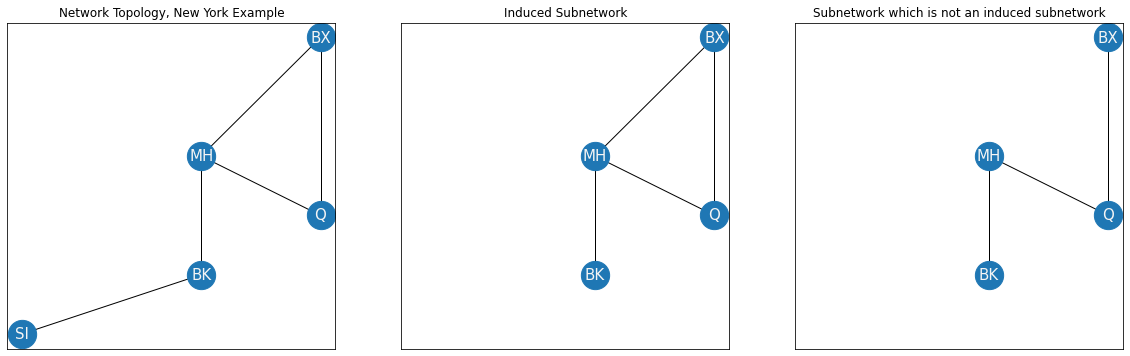 Network Topology, New York Example
BX
MH
Q
BK
SI
Induced Subnetwork
BX
MH
Q
BK
Subnetwork which is not an induced subnetwork
BX
MH
Q
BK